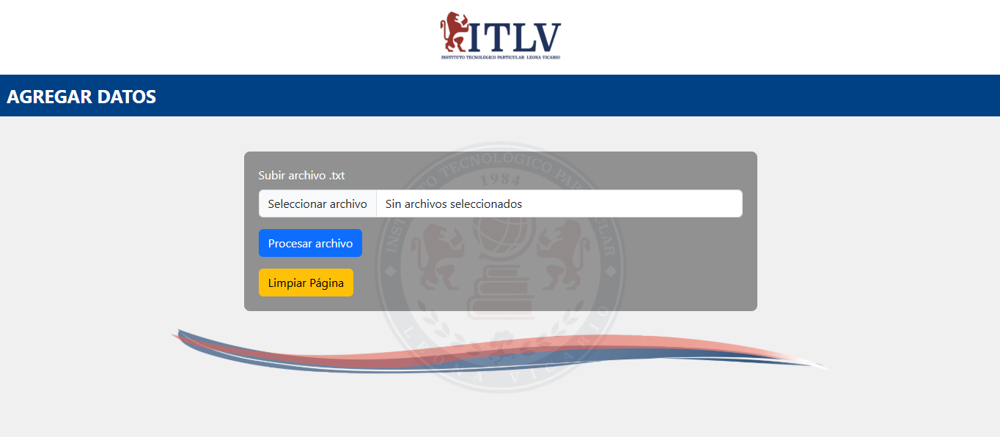 ITLV
INSTITUTO TECNOLÓGICO PARTICULAR LEONA VICARIO
AGREGAR DATOS
INSTITUTO TECNOLÓGICO PARTICULAR
1984
Subir archivo .txt
Seleccionar archivo Sin archivos seleccionados
Procesar archivo
Limpiar Página
LEONA VICARIO